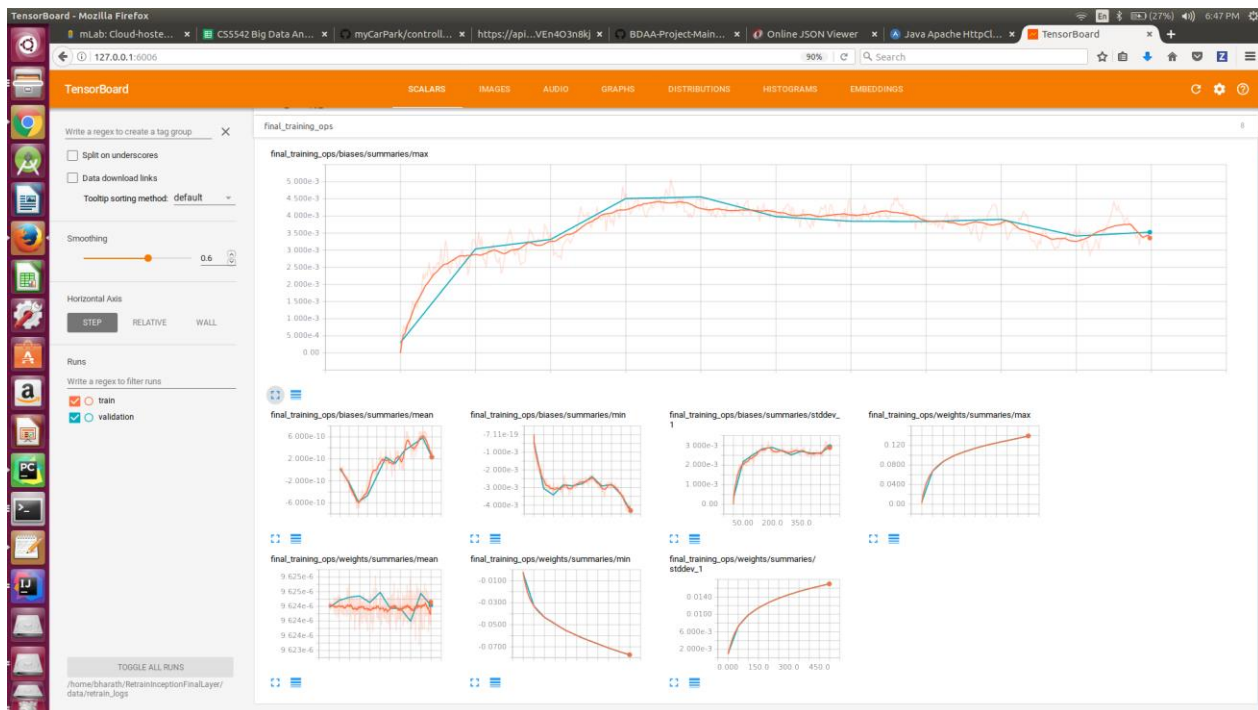 TensorBoard - Mozilla Firefox
En (27%) 6:47 PM
mLab: Cloud-hoste... CS5542 Big Data An... myCarPark/controll... https://api...VEn4O3n8kj BDAA-Project-Main... Online JSON Viewer Java Apache HttpCl... TensorBoard
127.0.0.1:6006 90% Search
TensorBoard SCALARS IMAGES AUDIO GRAPHS DISTRIBUTIONS HISTOGRAMS EMBEDDINGS
Write a regex to create a tag group
Split on underscores
Data download links
Tooltip sorting method: default
Smoothing
0.6
Horizontal Axis
STEP RELATIVE WALL
Runs
Write a regex to filter runs
train
validation
TOGGLE ALL RUNS
/home/bharath/RetrainInceptionFinalLayer/
data/retrain_logs
final_training_ops 8
final_training_ops/biases/summaries/max
5.000e-3
4.500e-3
4.000e-3
3.500e-3
3.000e-3
2.500e-3
2.000e-3
1.500e-3
1.000e-3
5.000e-4
0.00
final_training_ops/biases/summaries/mean
6.000e-10
2.000e-10
-2.000e-10
-6.000e-10
final_training_ops/biases/summaries/min
-7.11e-19
-1.000e-3
-2.000e-3
-3.000e-3
-4.000e-3
final_training_ops/biases/summaries/stddev_
1
3.000e-3
2.000e-3
1.000e-3
0.00
50.00 200.0 350.0
final_training_ops/weights/summaries/max
0.120
0.0800
0.0400
0.00
final_training_ops/weights/summaries/mean
9.625e-6
9.625e-6
9.624e-6
9.624e-6
9.624e-6
9.623e-6
final_training_ops/weights/summaries/min
-0.0100
-0.0300
-0.0500
-0.0700
final_training_ops/weights/summaries/
stddev_1
0.0140
0.0100
6.000e-3
2.000e-3
0.000 150.0 300.0 450.0